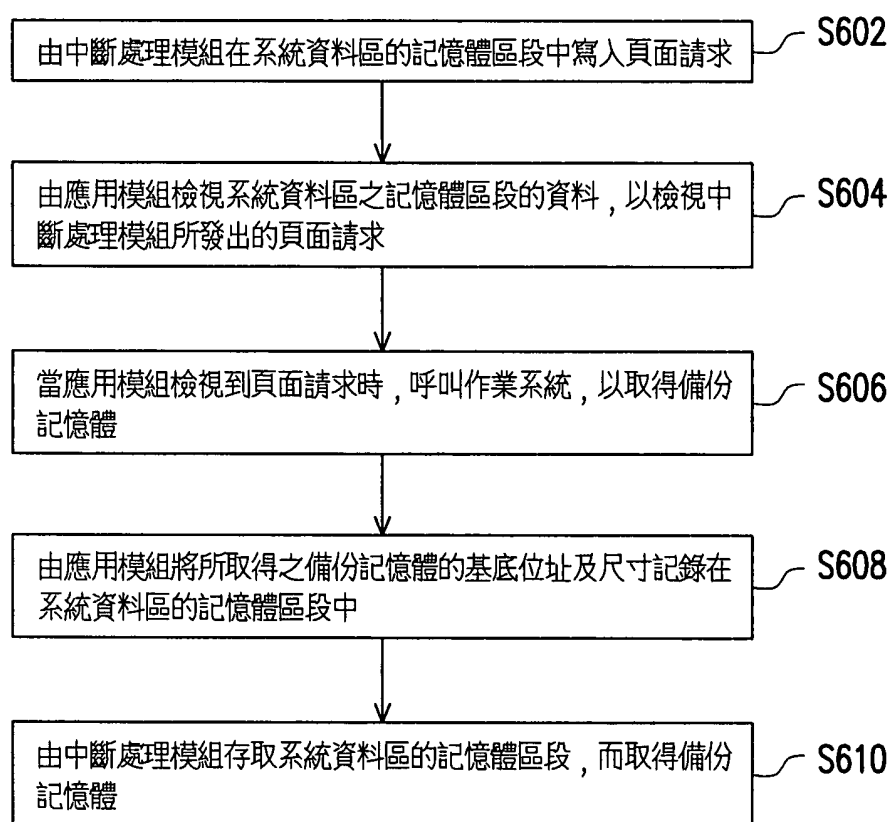 由中斷處理模組在系統資料區的記憶體區段中寫入頁面請求
S602
由應用模組檢視系統資料區之記憶體區段的資料，以檢視中
斷處理模組所發出的頁面請求
S604
當應用模組檢視到頁面請求時，呼叫作業系統，以取得備份
記憶體
S606
由應用模組將所取得之備份記憶體的基底位址及尺寸記錄在
系統資料區的記憶體區段中
S608
由中斷處理模組存取系統資料區的記憶體區段，而取得備份
記憶體
S610